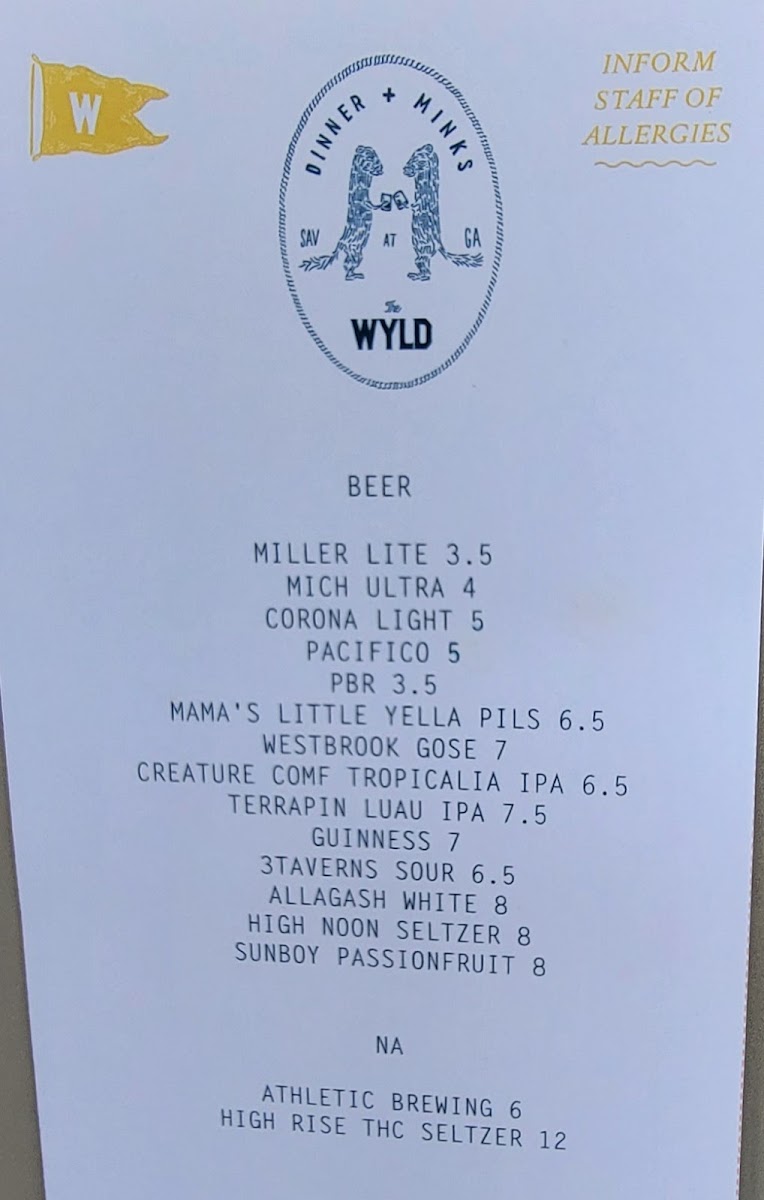 W
INFORM
STAFF OF
ALLERGIES
DINNER + MINKS
SAV AT GA
The
WYLD
BEER
MILLER LITE 3.5
MICH ULTRA 4
CORONA LIGHT 5
PACIFICO 5
PBR 3.5
MAMA'S LITTLE YELLA PILS 6.5
WESTBROOK GOSE 7
CREATURE COMF TROPICALIA IPA 6.5
TERRAPIN LUAU IPA 7.5
GUINNESS 7
3TAVERNS SOUR 6.5
ALLAGASH WHITE 8
HIGH NOON SELTZER 8
SUNBOY PASSIONFRUIT 8
NA
ATHLETIC BREWING 6
HIGH RISE THC SELTZER 12